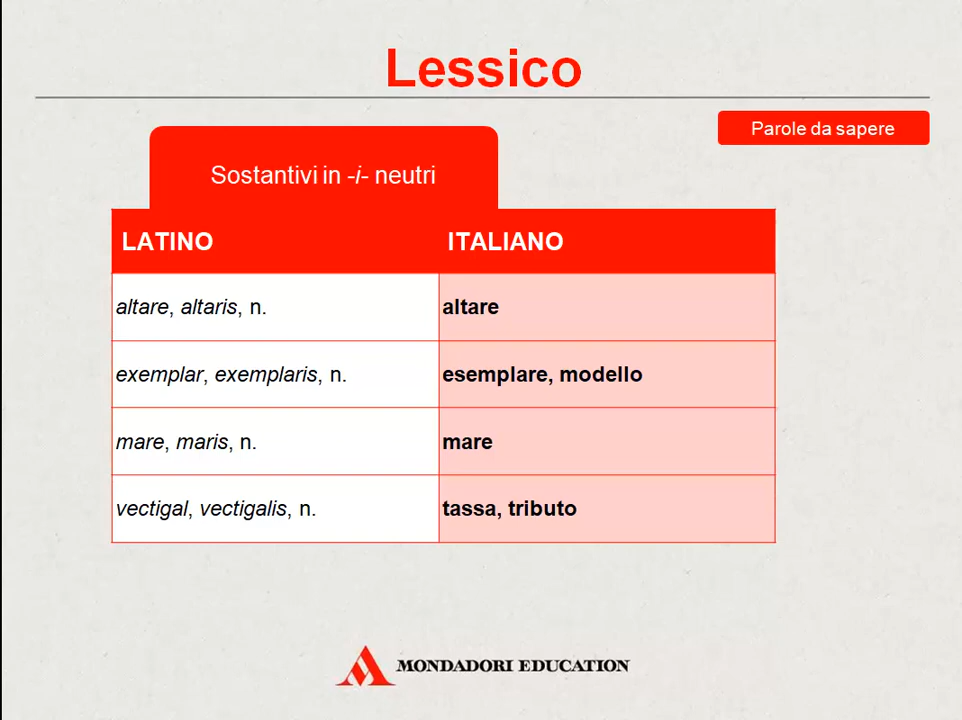 Lessico
Parole da sapere
Sostantivi in -i- neutri
LATINO ITALIANO
altare, altaris, n. altare
exemplar, exemplaris, n. esemplare, modello
mare, maris, n. mare
vectigal, vectigalis, n. tassa, tributo
MONDADORI EDUCATION